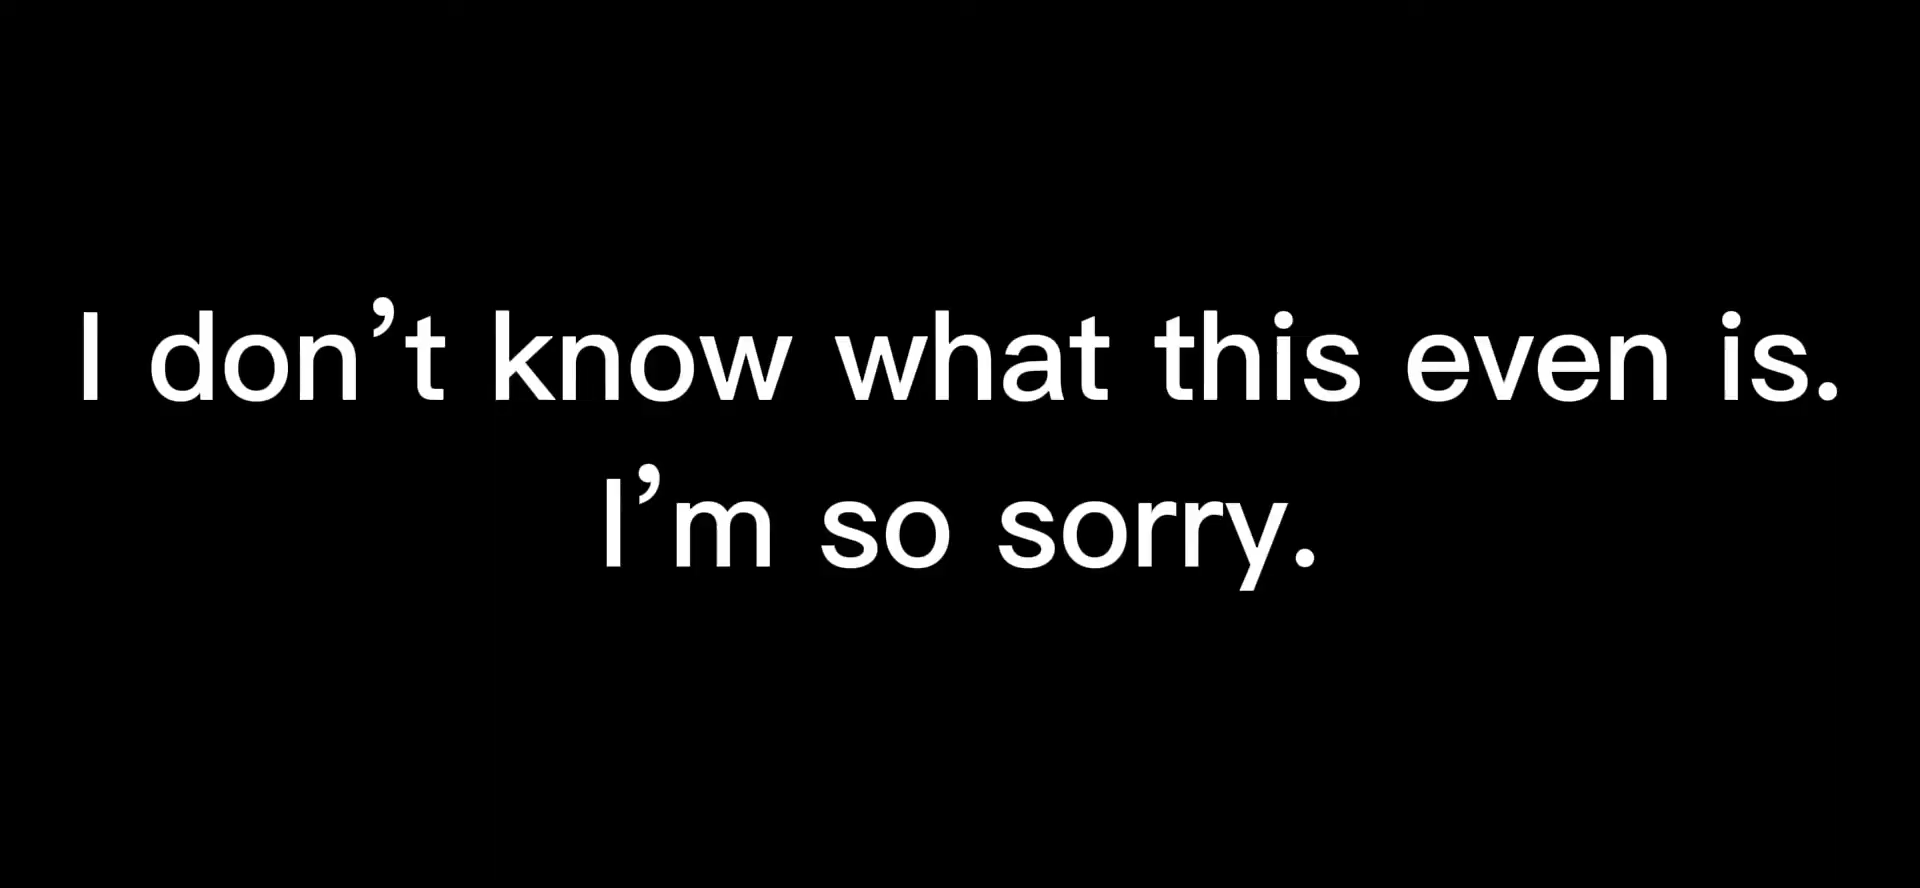 I don’t know what this even is.
I’m so sorry.